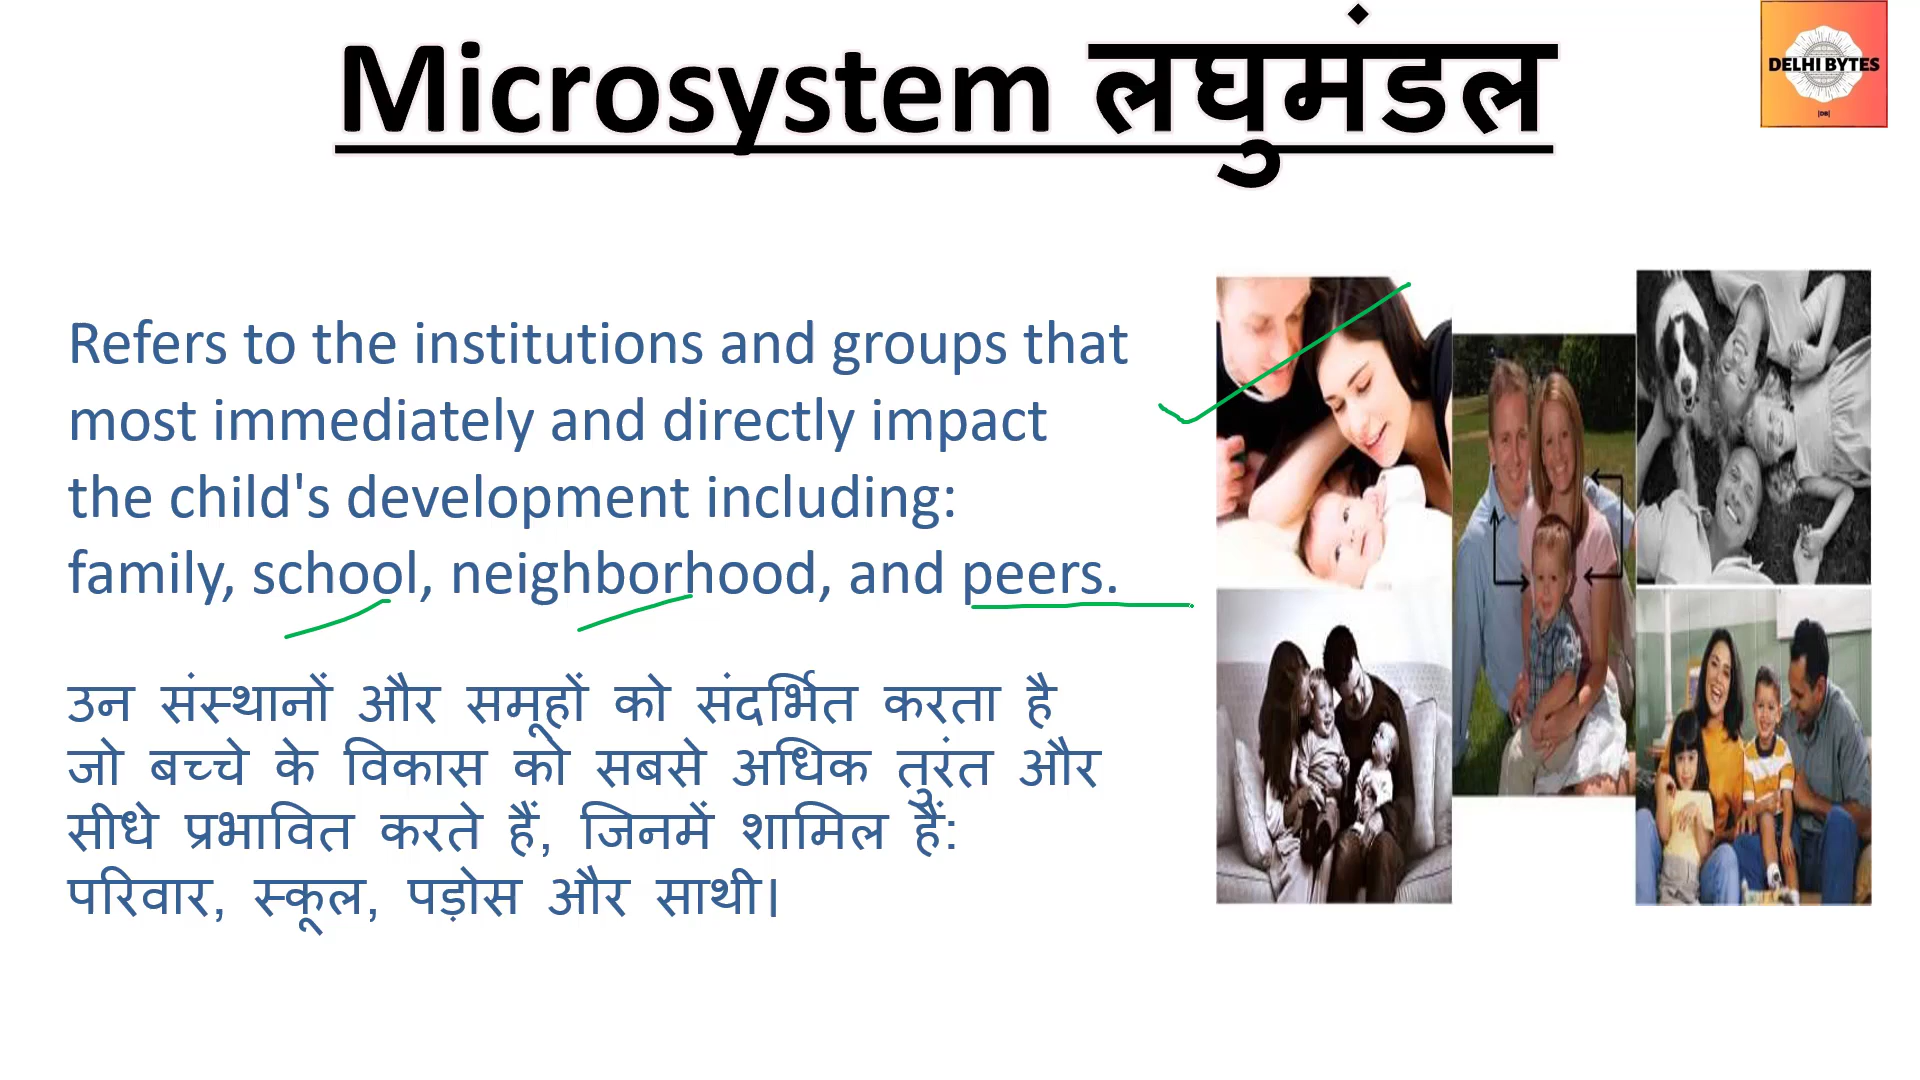 Microsystem लघुमंडल
DELHI BYTES
|DB|
Refers to the institutions and groups that
most immediately and directly impact
the child's development including:
family, school, neighborhood, and peers.
उन संस्थानों और समूहों को संदर्भित करता है
जो बच्चे के विकास को सबसे अधिक तुरंत और
सीधे प्रभावित करते हैं, जिनमें शामिल हैं:
परिवार, स्कूल, पड़ोस और साथी।